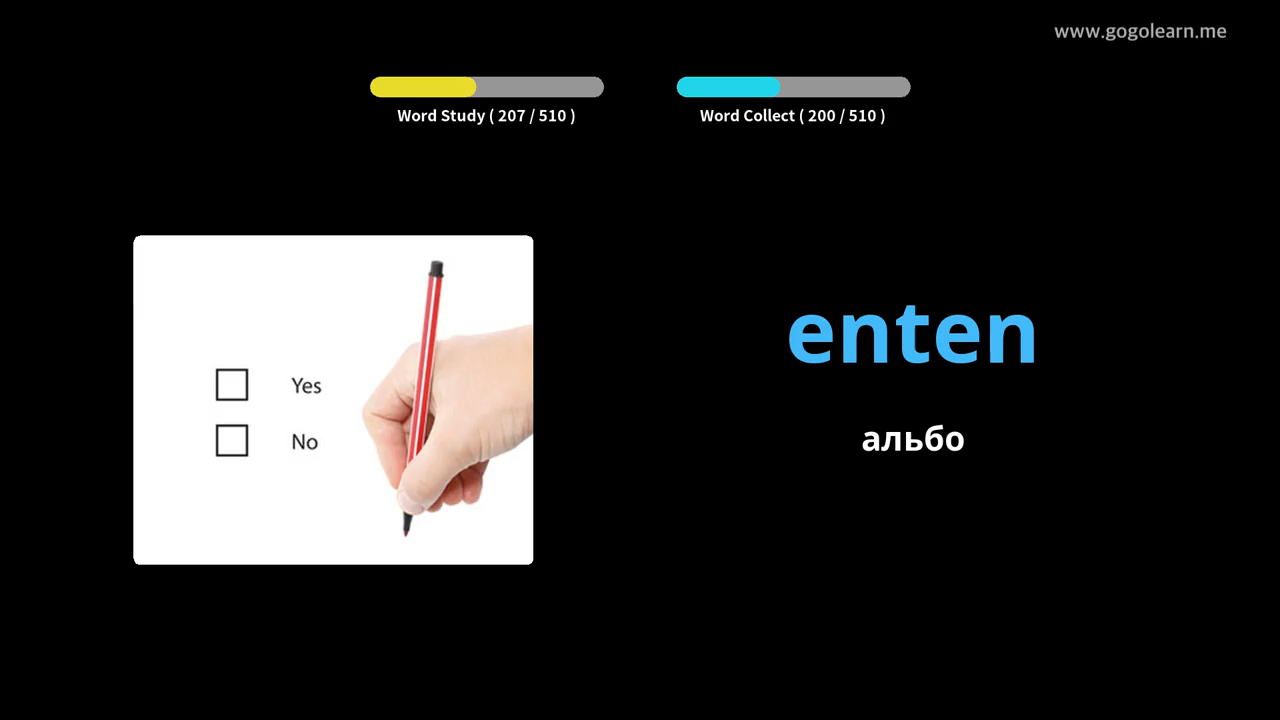 www.gogolearn.me
Word Study ( 207 / 510 )
Word Collect ( 200 / 510 )
Yes
No
enten
альбо